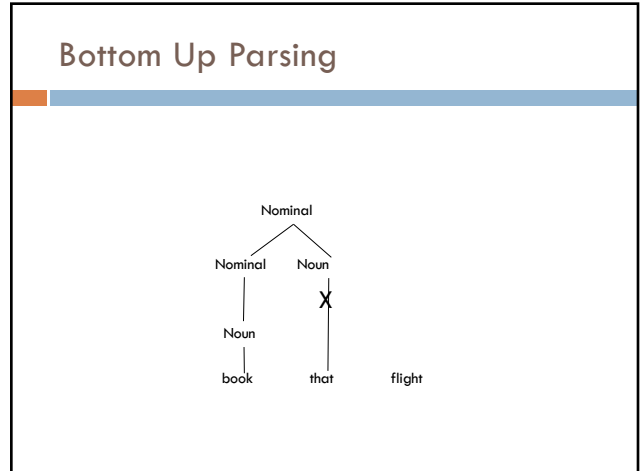 Bottom Up Parsing
Nominal
Nominal Noun
X
Noun
book that flight